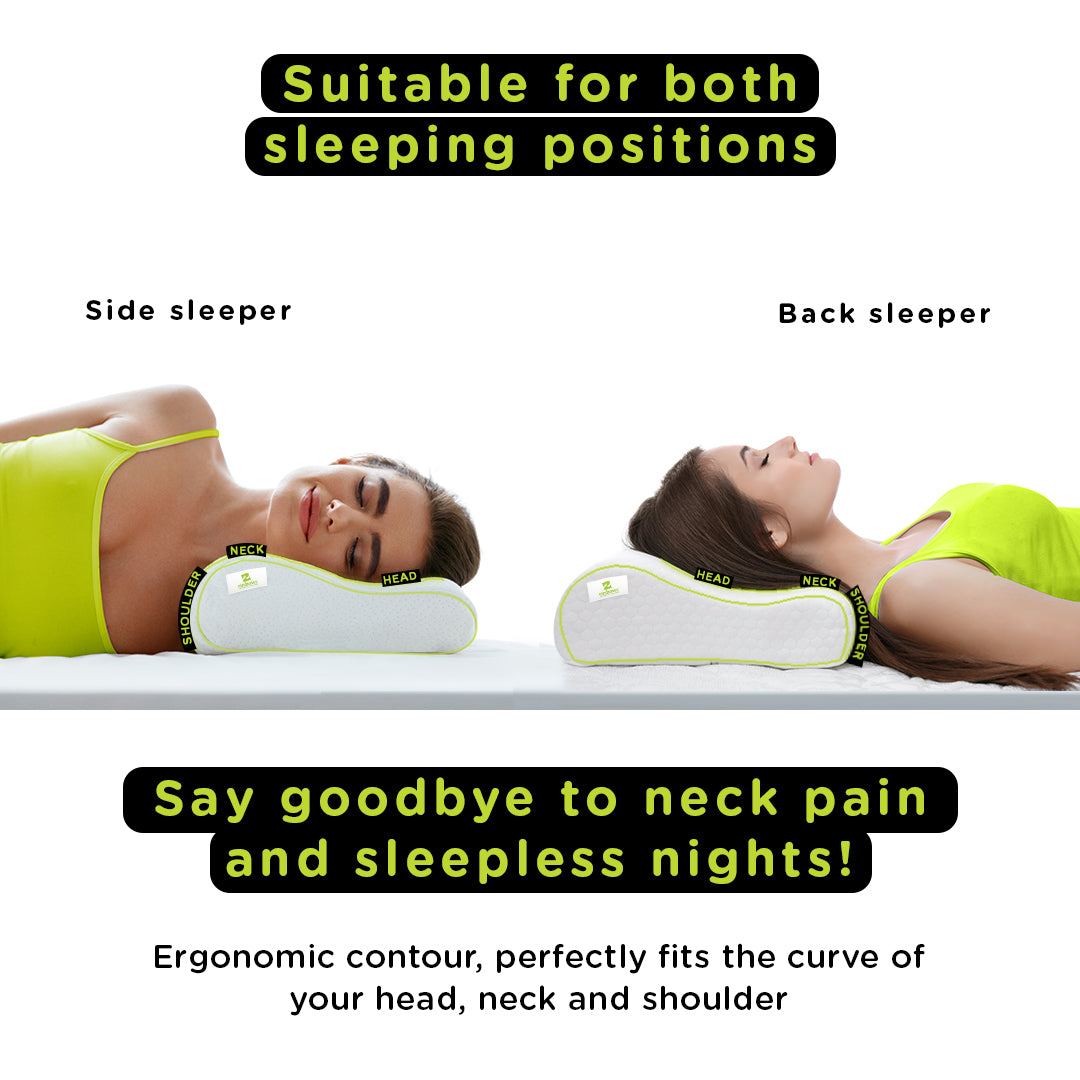 Suitable for both
sleeping positions
Side sleeper
Back sleeper
NECK
HEAD
SHOULDER
HEAD
NECK
SHOULDER
Say goodbye to neck pain
and sleepless nights!
Ergonomic contour, perfectly fits the curve of
your head, neck and shoulder